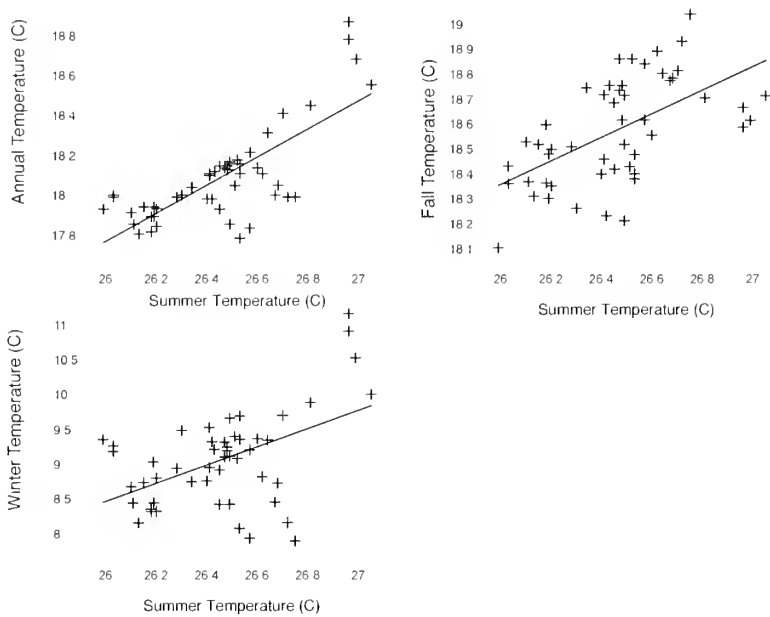 Annual Temperature (C)
18 8
18 6
18 4
18 2
18
17 8
26 26 2 26 4 26 6 26 8 27
Summer Temperature (C)
Fall Temperature (C)
19
18 9
18 8
18 7
18 6
18 5
18 4
18 3
18 2
18 1
26 26 2 26 4 26 6 26 8 27
Summer Temperature (C)
Winter Temperature (C)
11
10 5
10
9 5
9
8 5
8
26 26 2 26 4 26 6 26 8 27
Summer Temperature (C)